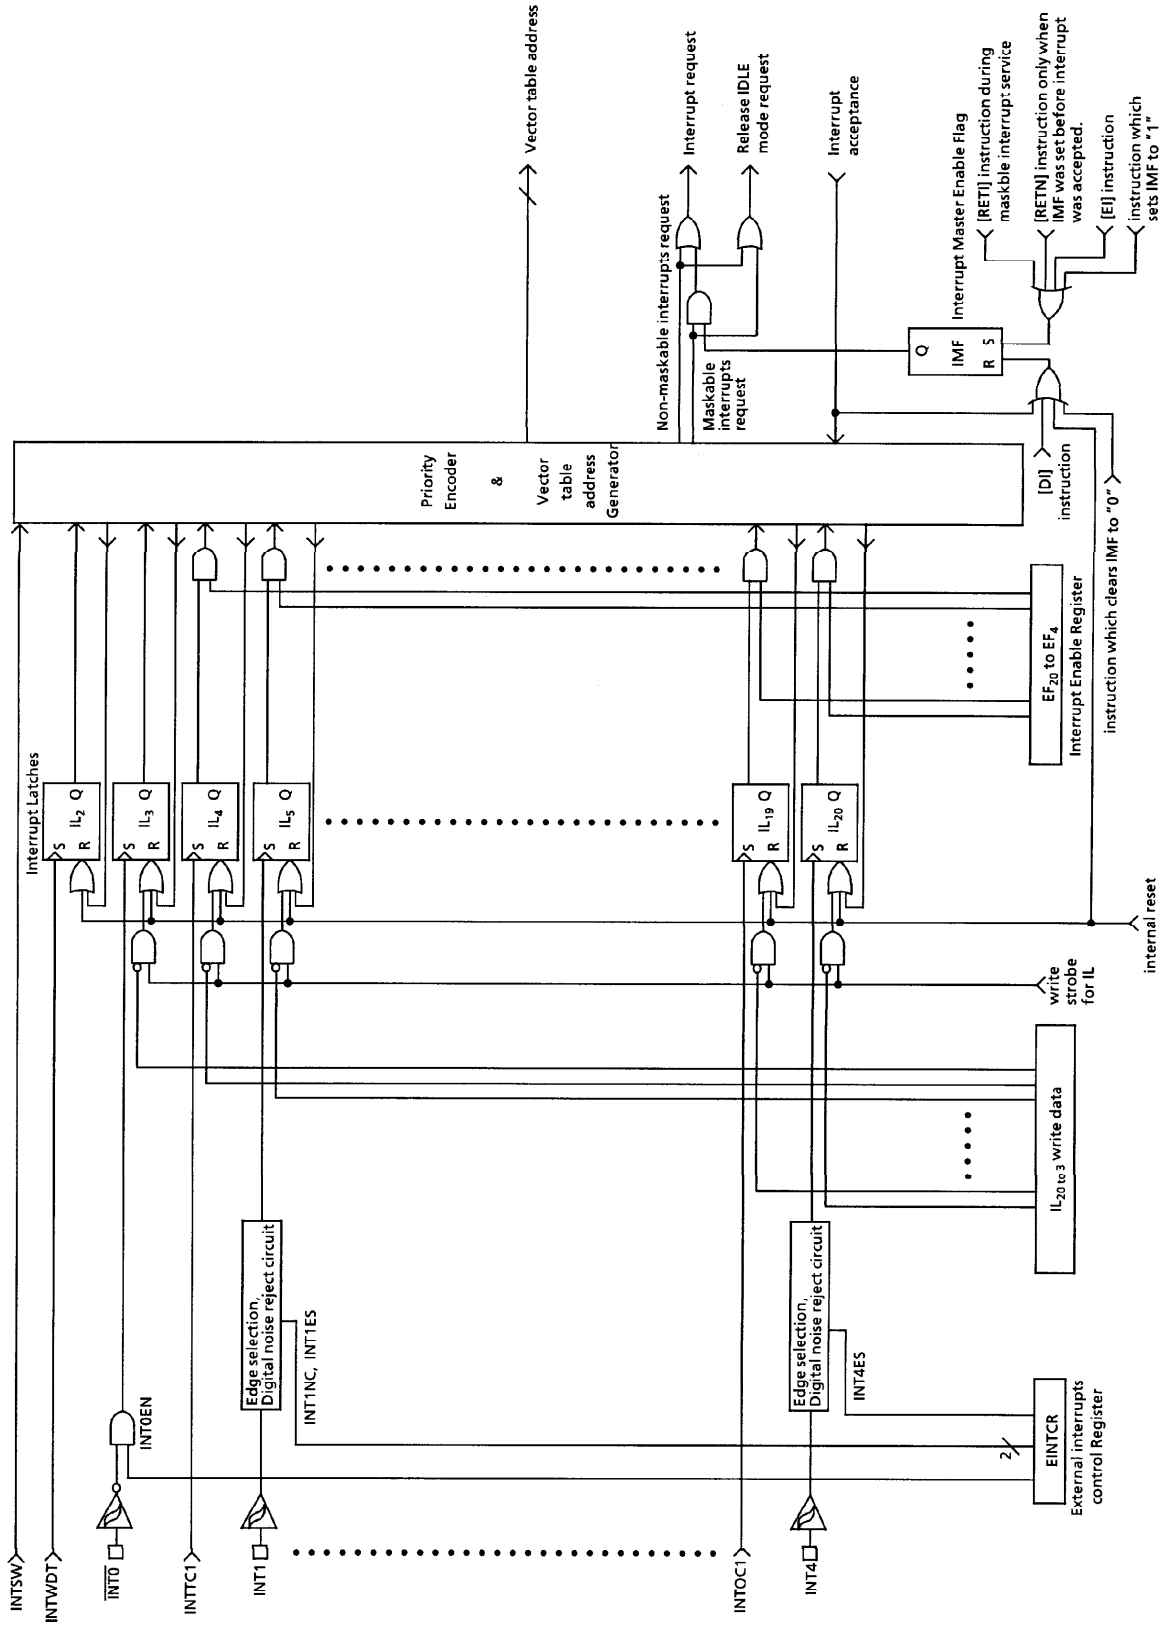 INTSW
INTWDT
INT0
INTTC1
INT1
INTOC1
INT4
INT0EN
Edge selection,
Digital noise reject circuit
INT1NC, INT1ES
Edge selection,
Digital noise reject circuit
INT4ES
2
EINTCR
External interrupts
control Register
IL20 to 3 write data
write
strobe
for IL
internal reset
Interrupt Latches
S
R
IL2
Q
S
R
IL3
Q
S
R
IL4
Q
S
R
IL5
Q
S
R
IL19
Q
S
R
IL20
Q
EF20 to EF4
Interrupt Enable Register
instruction which clears IMF to "0"
[DI]
instruction
Priority
Encoder
&
Vector
table
address
Generator
Vector table address
Non-maskable interrupts request
Maskable
interrupts
request
Interrupt request
Release IDLE
mode request
Interrupt
acceptance
Q
IMF
R
S
Interrupt Master Enable Flag
[RETI] instruction during
maskble interrupt service
[RETN] instruction only when
IMF was set before interrupt
was accepted.
[EI] instruction
instruction which
sets IMF to "1"